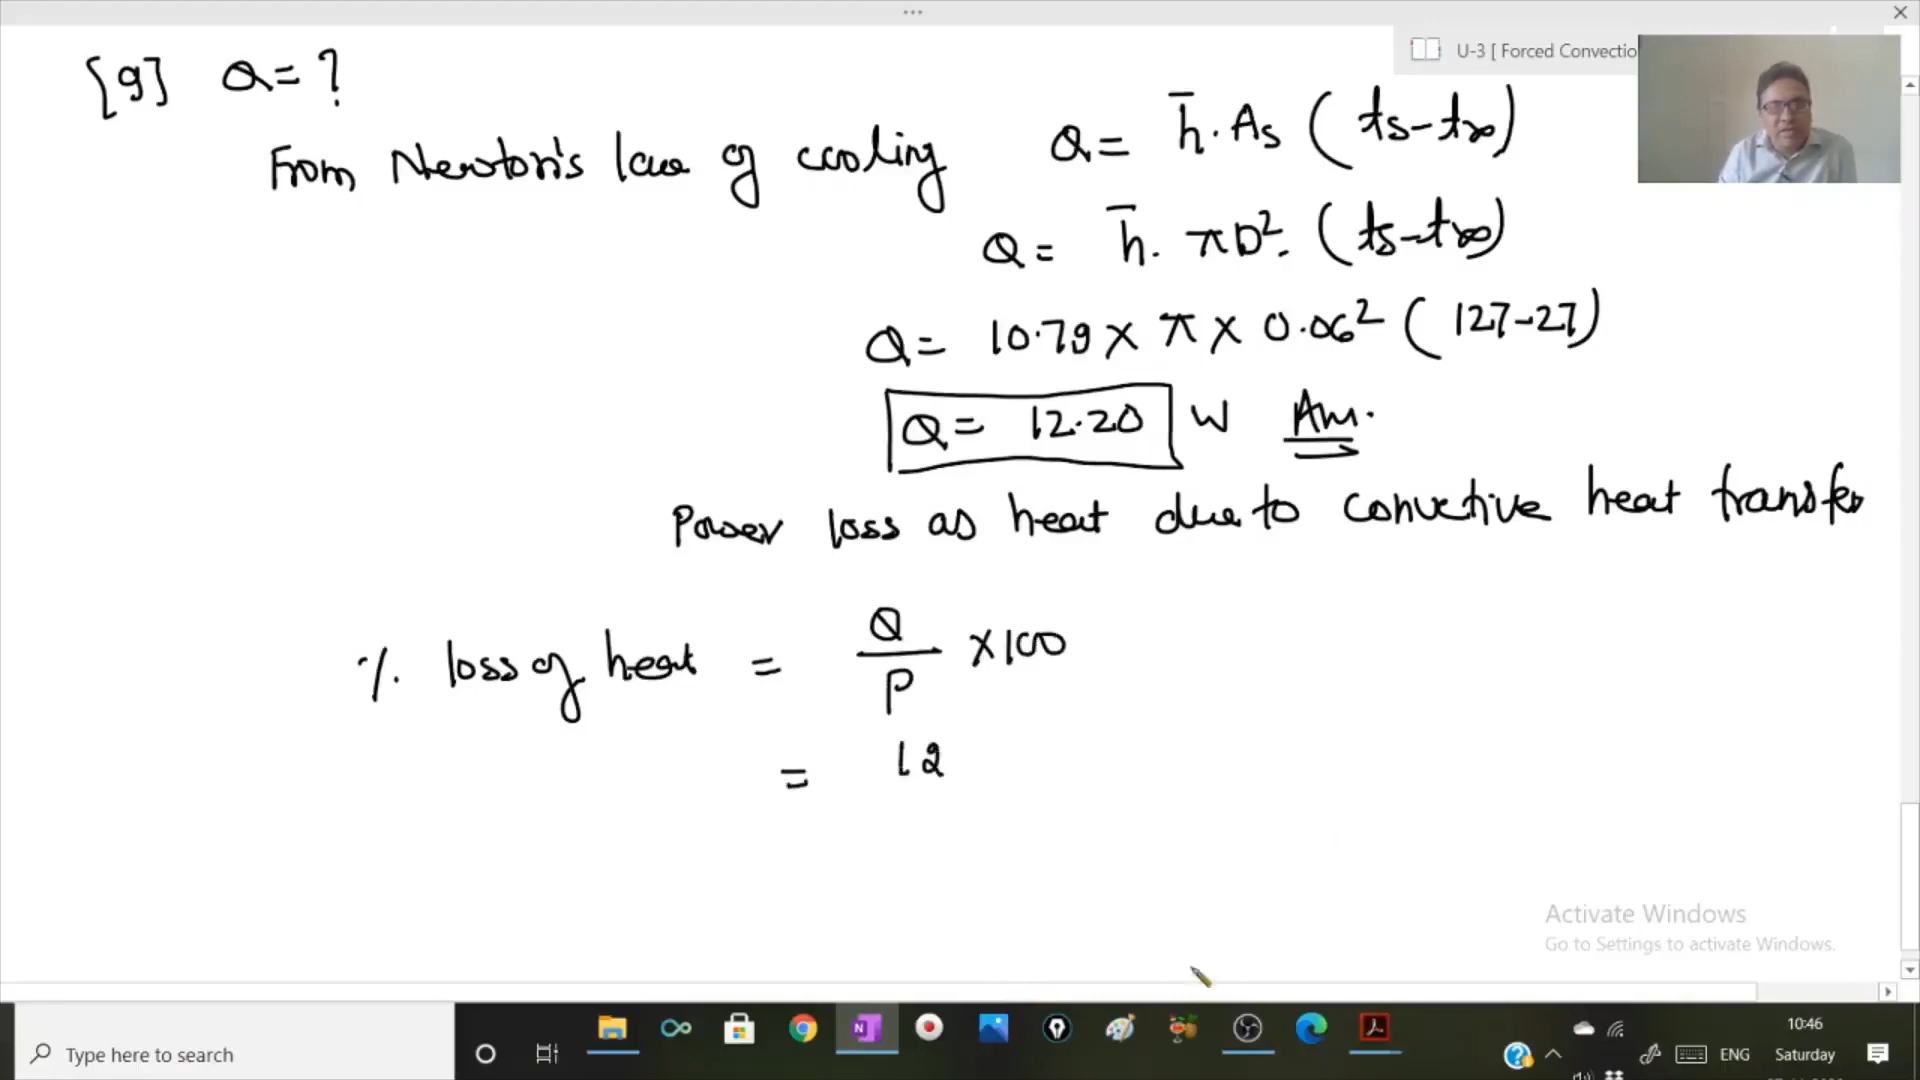 U-3 [ Forced Convectio
[9] Q = ?
From Newton's law of cooling Q = h̄. As ( ts - t∞ )
Q = h̄. πD². ( ts - t∞ )
Q = 10.79 × π × 0.06² ( 127-27 )
Q = 12.20 W Ans.
Power loss as heat due to convective heat transfer
% loss of heat = Q/P ×100
= 12
Activate Windows
Go to Settings to activate Windows.
Type here to search
ENG
10:46
Saturday